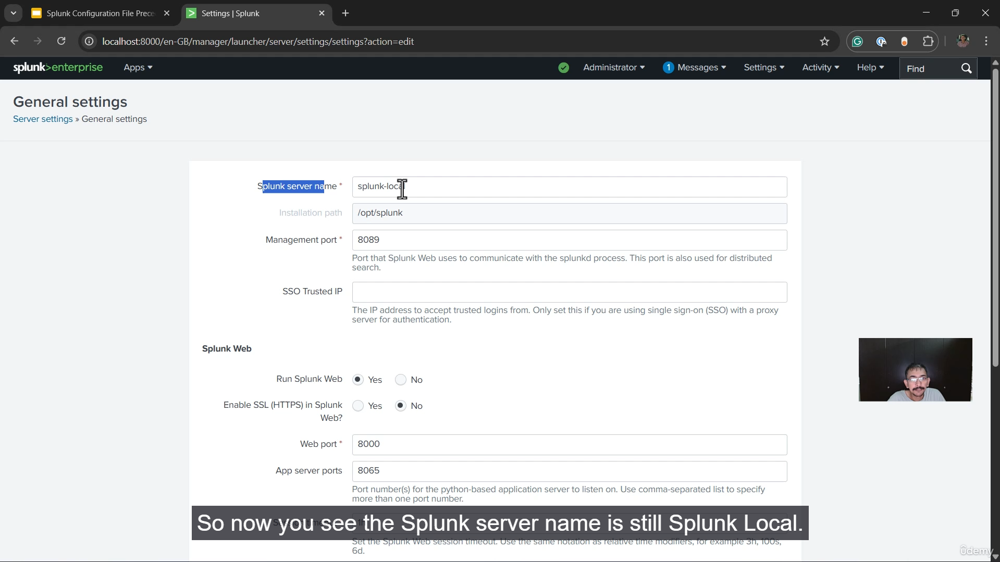 Splunk Configuration File Prece
Settings | Splunk
localhost:8000/en-GB/manager/launcher/server/settings/settings?action=edit
splunk>enterprise
Apps
Administrator
1 Messages
Settings
Activity
Help
Find
General settings
Server settings » General settings
Splunk server name *
splunk-local
Installation path
/opt/splunk
Management port *
8089
Port that Splunk Web uses to communicate with the splunkd process. This port is also used for distributed
search.
SSO Trusted IP
The IP address to accept trusted logins from. Only set this if you are using single sign-on (SSO) with a proxy
server for authentication.
Splunk Web
Run Splunk Web
Yes
No
Enable SSL (HTTPS) in Splunk
Web?
Yes
No
Web port *
8000
App server ports
8065
Port number(s) for the python-based application server to listen on. Use comma-separated list to specify
more than one port number.
So now you see the Splunk server name is still Splunk Local.
Set the Splunk Web session timeout. Use the same notation as relative time modifiers, for example 3h, 100s,
6d.
ûdemy